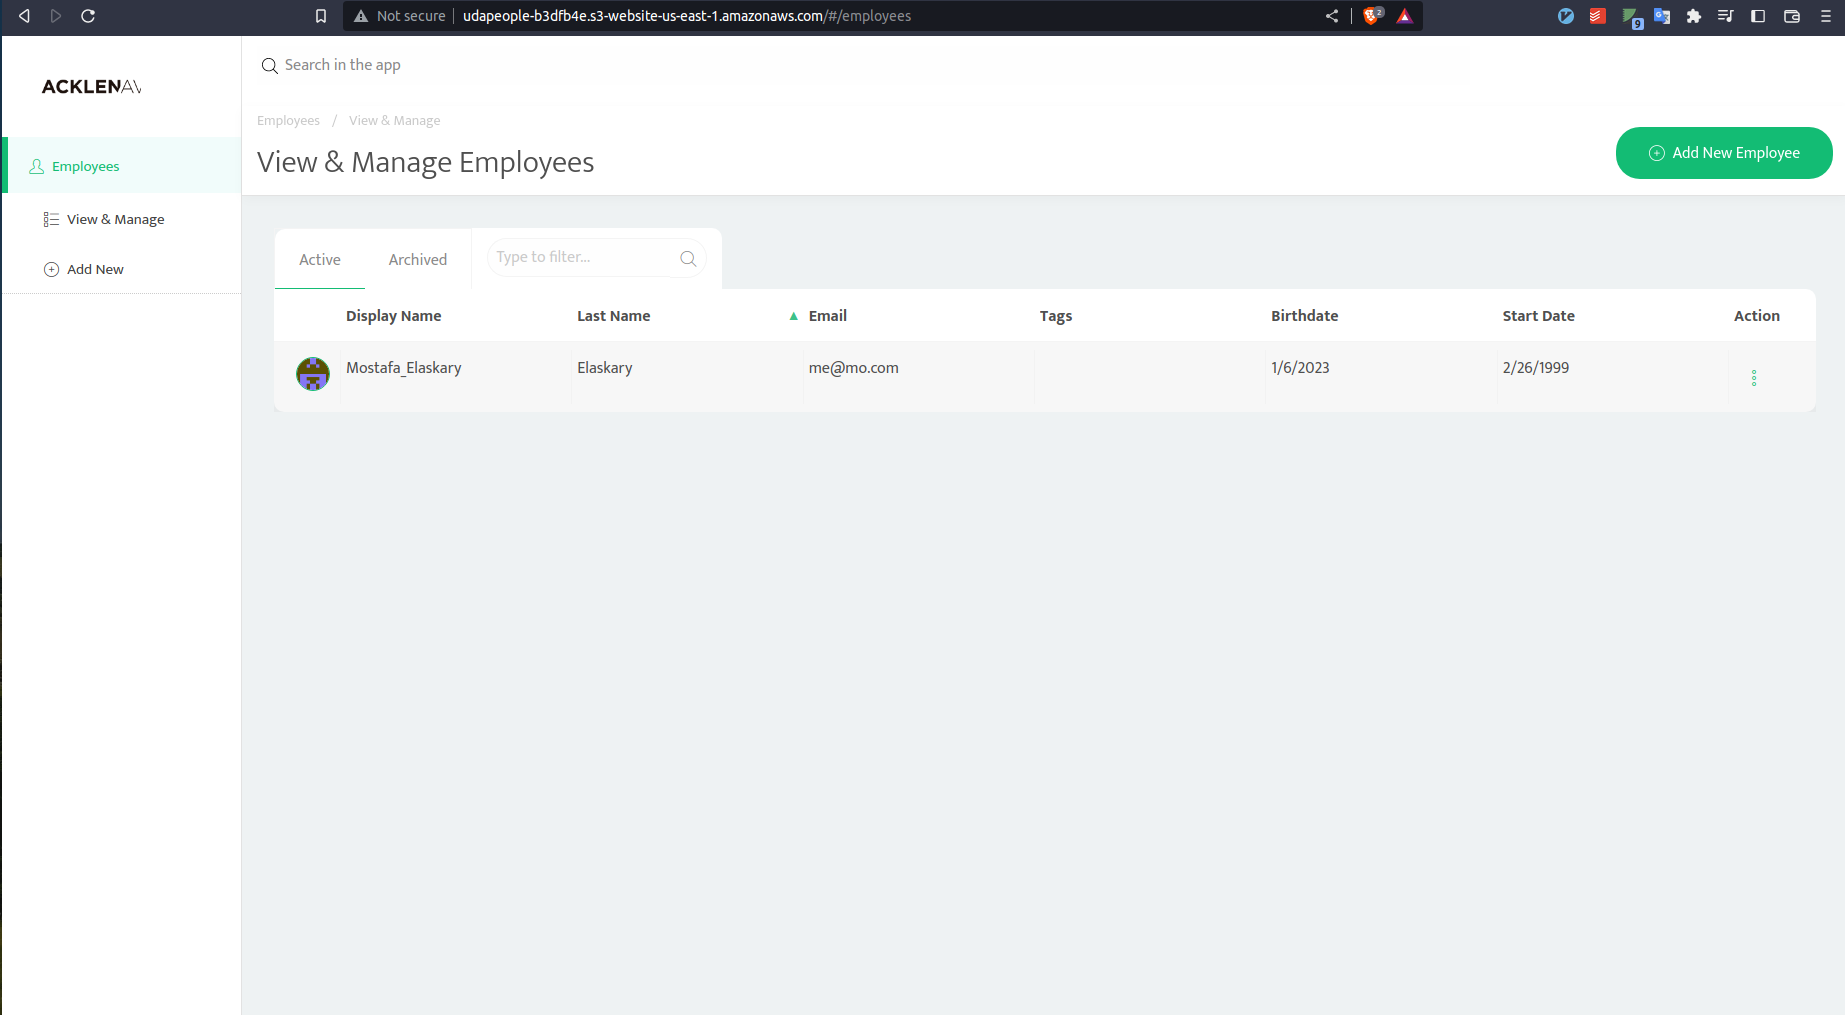 Not secure udapeople-b3dfb4e.s3-website-us-east-1.amazonaws.com/#/employees 2 9
ACKLENAV
Search in the app
Employees / View & Manage
View & Manage Employees
Add New Employee
Employees
View & Manage
Add New
Active Archived Type to filter...
Display Name Last Name ▲ Email Tags Birthdate Start Date Action
Mostafa_Elaskary Elaskary me@mo.com 1/6/2023 2/26/1999